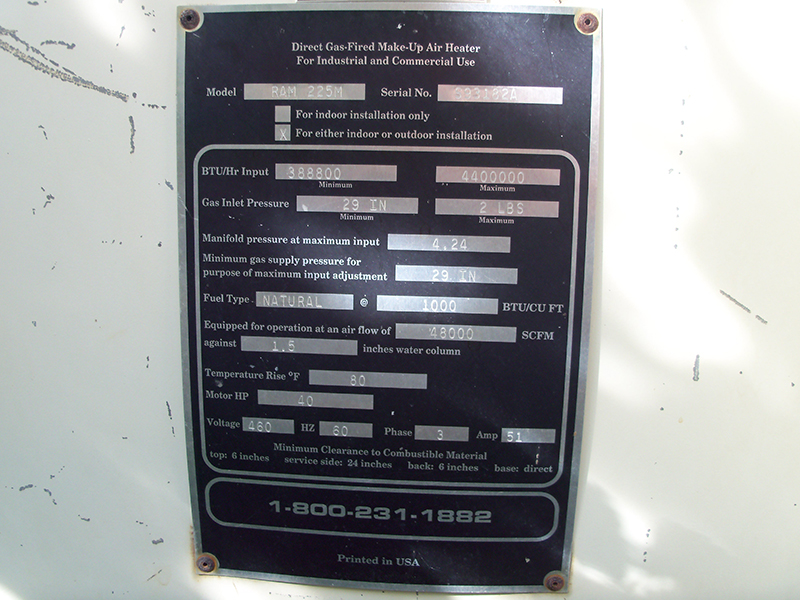 Direct Gas-Fired Make-Up Air Heater
For Industrial and Commercial Use
Model RAM 225M Serial No.
For indoor installation only
X For either indoor or outdoor installation
BTU/Hr Input 388800 4400000
Minimum Maximum
Gas Inlet Pressure 29 IN 2 LBS
Minimum Maximum
Manifold pressure at maximum input 4.24
Minimum gas supply pressure for
purpose of maximum input adjustment 29 IN
Fuel Type NATURAL @ 1000 BTU/CU FT
Equipped for operation at an air flow of 48000 SCFM
against 1.5 inches water column
Temperature Rise °F 80
Motor HP 40
Voltage 460 HZ 60 Phase 3 Amp 51
Minimum Clearance to Combustible Material
top: 6 inches service side: 24 inches back: 6 inches base: direct
1-800-231-1882
Printed in USA